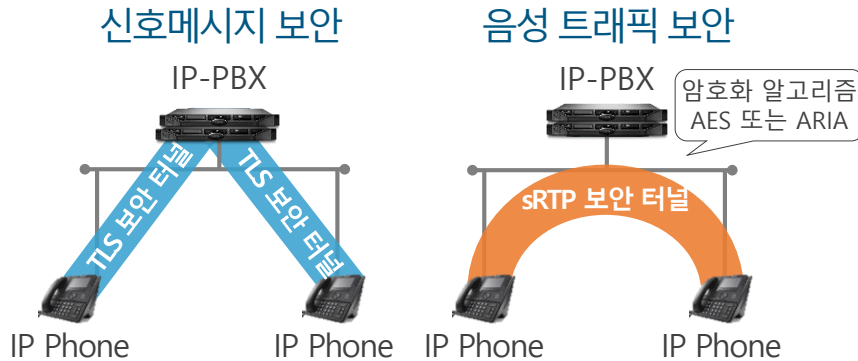 신호메시지 보안
음성 트래픽 보안
IP-PBX
IP-PBX
암호화 알고리즘
AES 또는 ARIA
TLS 보안 터널
TLS 보안 터널
sRTP 보안 터널
IP Phone
IP Phone
IP Phone
IP Phone